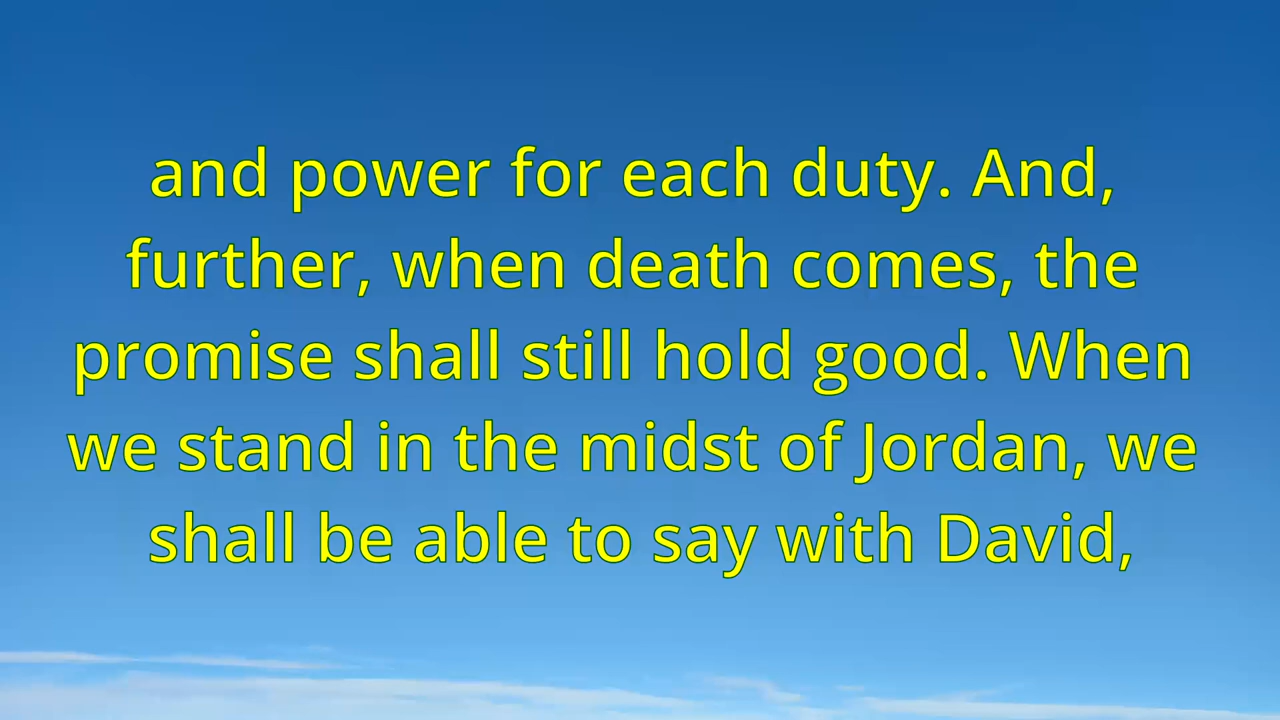 and power for each duty. And,
further, when death comes, the
promise shall still hold good. When
we stand in the midst of Jordan, we
shall be able to say with David,